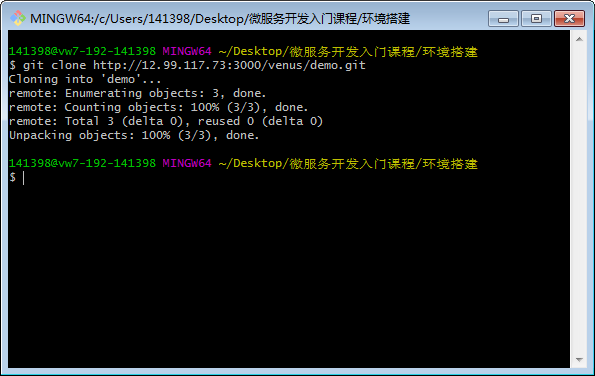 MINGW64:/c/Users/141398/Desktop/微服务开发入门课程/环境搭建
141398@vw7-192-141398 MINGW64 ~/Desktop/微服务开发入门课程/环境搭建
$ git clone http://12.99.117.73:3000/venus/demo.git
Cloning into 'demo'...
remote: Enumerating objects: 3, done.
remote: Counting objects: 100% (3/3), done.
remote: Total 3 (delta 0), reused 0 (delta 0)
Unpacking objects: 100% (3/3), done.
141398@vw7-192-141398 MINGW64 ~/Desktop/微服务开发入门课程/环境搭建
$